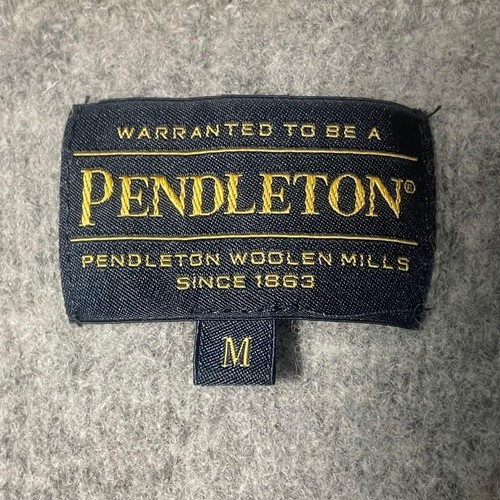 WARRANTED TO BE A
PENDLETON®
PENDLETON WOOLEN MILLS
SINCE 1863
M